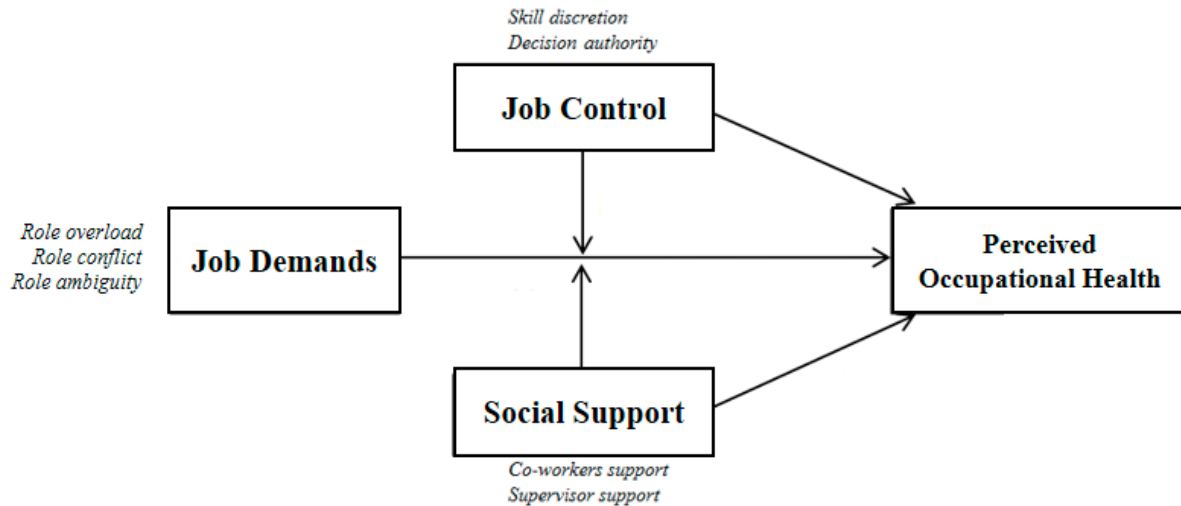 Skill discretion
Decision authority
Job Control
Role overload
Role conflict
Role ambiguity
Job Demands
Perceived
Occupational Health
Social Support
Co-workers support
Supervisor support